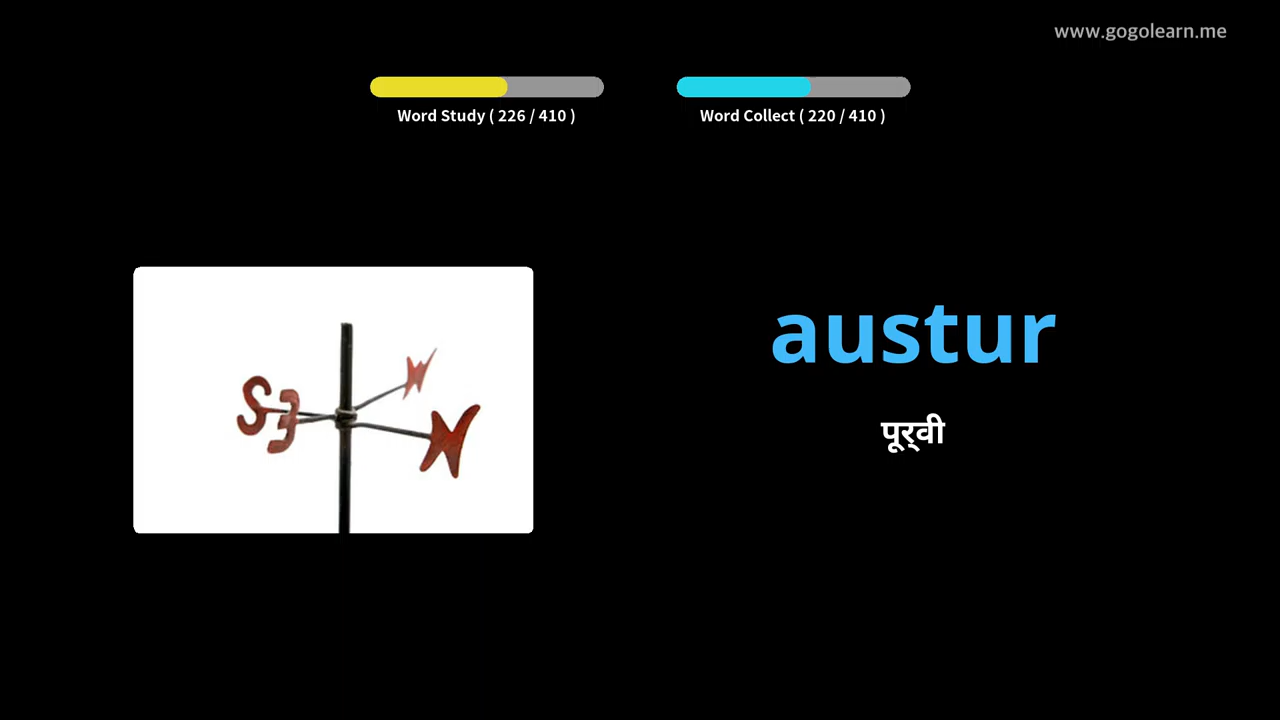 www.gogolearn.me
Word Study ( 226 / 410 )
Word Collect ( 220 / 410 )
austur
पूर्वी
S E N W